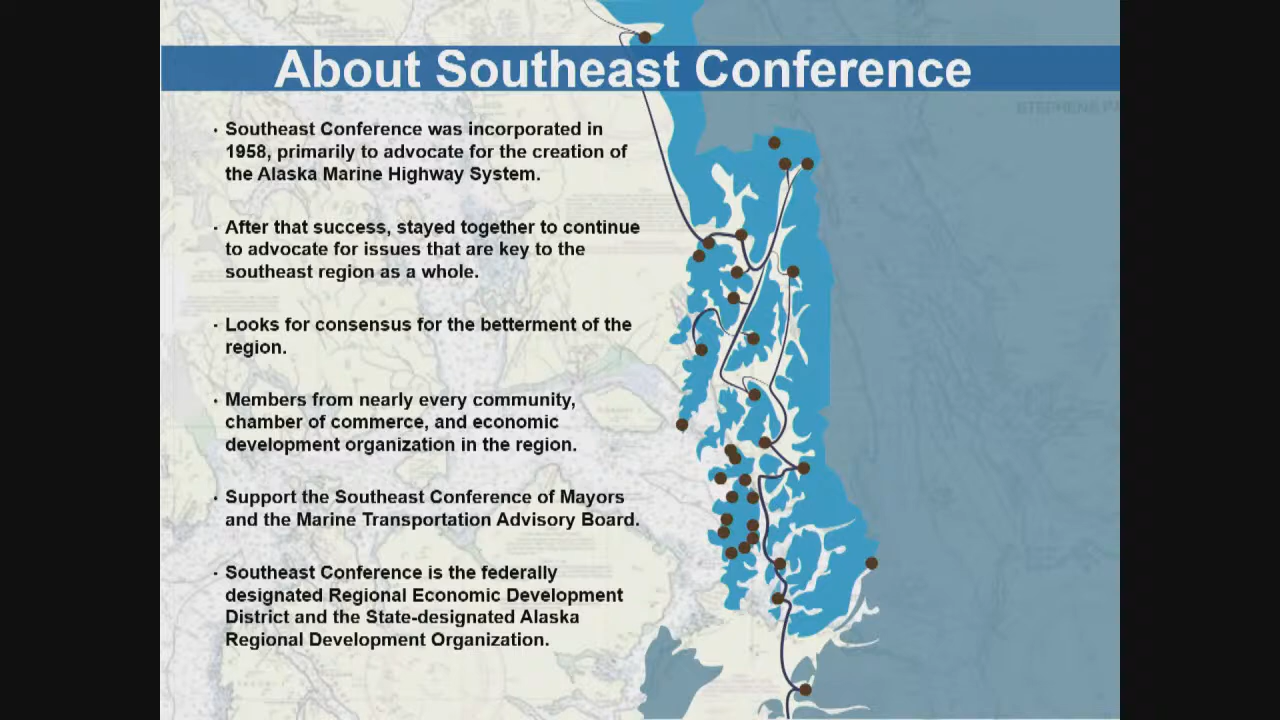 About Southeast Conference
· Southeast Conference was incorporated in
1958, primarily to advocate for the creation of
the Alaska Marine Highway System.
· After that success, stayed together to continue
to advocate for issues that are key to the
southeast region as a whole.
· Looks for consensus for the betterment of the
region.
· Members from nearly every community,
chamber of commerce, and economic
development organization in the region.
· Support the Southeast Conference of Mayors
and the Marine Transportation Advisory Board.
· Southeast Conference is the federally
designated Regional Economic Development
District and the State-designated Alaska
Regional Development Organization.